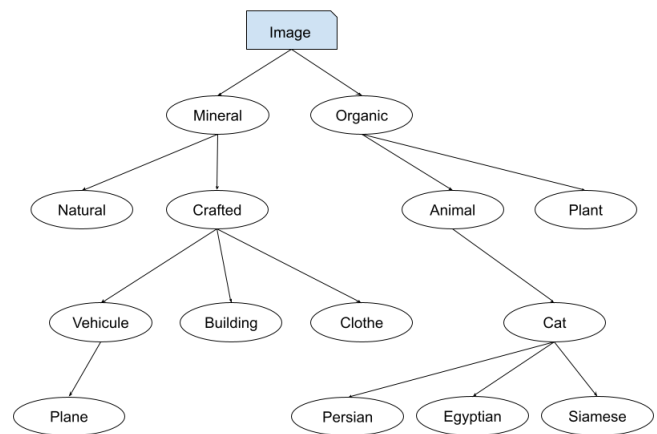 Image
Mineral
Organic
Natural
Crafted
Animal
Plant
Vehicule
Building
Clothe
Cat
Plane
Persian
Egyptian
Siamese